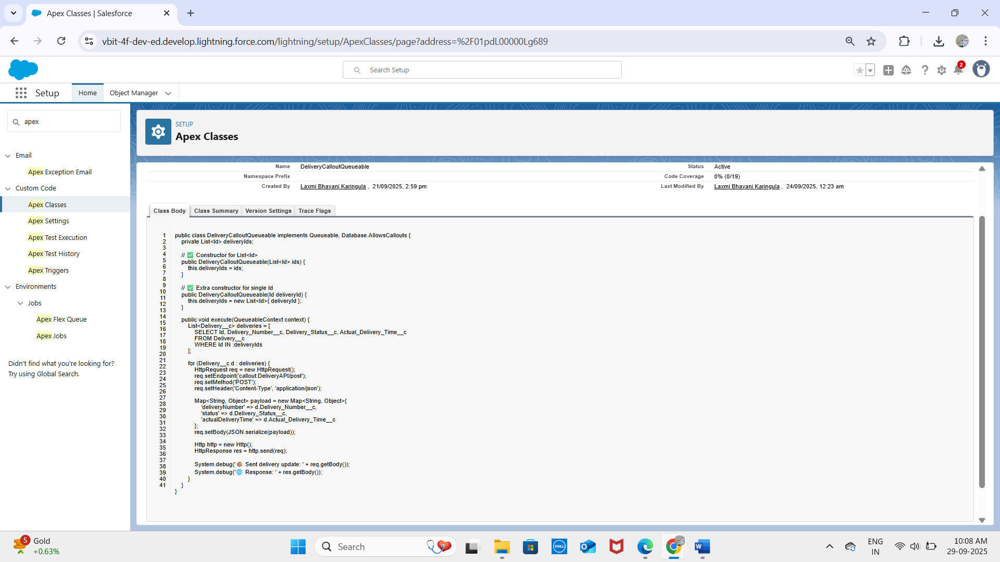 Apex Classes | Salesforce
vbit-4f-dev-ed.develop.lightning.force.com/lightning/setup/ApexClasses/page?address=%2F01pdL00000Lg689
Search Setup
2
Setup
Home
Object Manager
apex
Email
Apex Exception Email
Custom Code
Apex Classes
Apex Settings
Apex Test Execution
Apex Test History
Apex Triggers
Environments
Jobs
Apex Flex Queue
Apex Jobs
Didn't find what you're looking for?
Try using Global Search.
SETUP
Apex Classes
Name DeliveryCalloutQueueable Status Active
Namespace Prefix Code Coverage 0% (0/19)
Created By Laxmi Bhavani Karingula , 21/09/2025, 2:59 pm Last Modified By Laxmi Bhavani Karingula , 24/09/2025, 12:23 am
Class Body Class Summary Version Settings Trace Flags
1 public class DeliveryCalloutQueueable implements Queueable, Database.AllowsCallouts {
2 private List<Id> deliveryIds;
3
4 // ✅ Constructor for List<Id>
5 public DeliveryCalloutQueueable(List<Id> ids) {
6 this.deliveryIds = ids;
7 }
8
9 // ✅ Extra constructor for single Id
10 public DeliveryCalloutQueueable(Id deliveryId) {
11 this.deliveryIds = new List<Id>{ deliveryId };
12 }
13
14 public void execute(QueueableContext context) {
15 List<Delivery__c> deliveries = [
16 SELECT Id, Delivery_Number__c, Delivery_Status__c, Actual_Delivery_Time__c
17 FROM Delivery__c
18 WHERE Id IN :deliveryIds
19 ];
20
21 for (Delivery__c d : deliveries) {
22 HttpRequest req = new HttpRequest();
23 req.setEndpoint('callout:DeliveryAPI/post');
24 req.setMethod('POST');
25 req.setHeader('Content-Type', 'application/json');
26
27 Map<String, Object> payload = new Map<String, Object>{
28 'deliveryNumber' => d.Delivery_Number__c,
29 'status' => d.Delivery_Status__c,
30 'actualDeliveryTime' => d.Actual_Delivery_Time__c
31 };
32 req.setBody(JSON.serialize(payload));
33
34 Http http = new Http();
35 HttpResponse res = http.send(req);
36
37 System.debug('📦 Sent delivery update: ' + req.getBody());
38 System.debug('🌐 Response: ' + res.getBody());
39 }
40 }
41 }
5
Gold
+0.63%
Search
DELL
W
ENG
IN
10:08 AM
29-09-2025